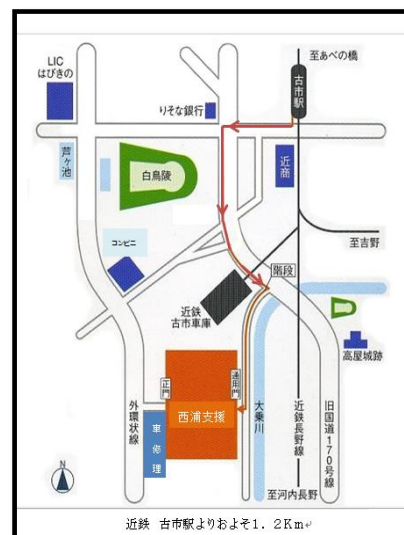 LIC
はびきの
至あべの橋
古市駅
りそな銀行
芦ヶ池
白鳥陵
近商
コンビニ
至吉野
階段
近鉄
古市車庫
高屋城跡
正門
通用門
西浦支援
外環状線
車修理
大乗川
近鉄長野線
旧国道170号線
N
至河内長野
近鉄 古市駅よりおよそ1.2Km↵